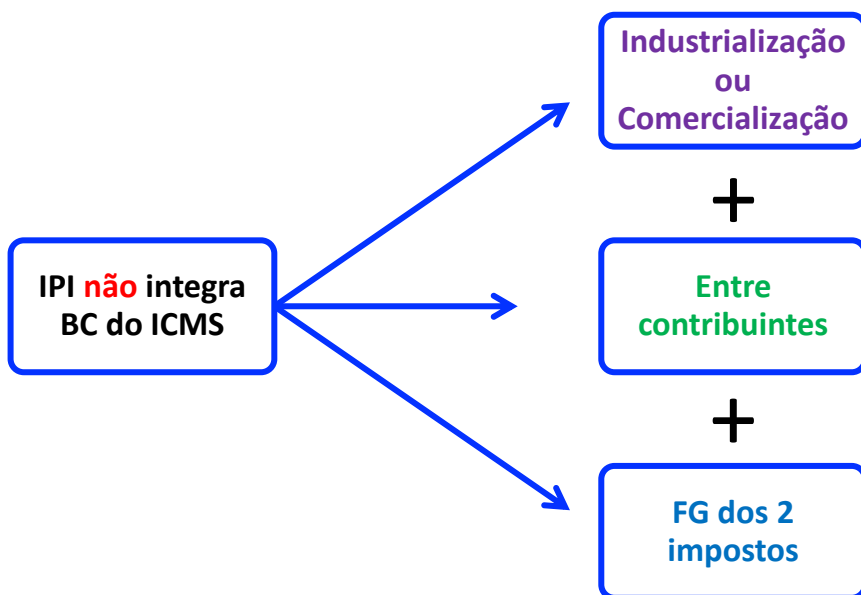 Industrialização
ou
Comercialização
+
IPI não integra
BC do ICMS
Entre
contribuintes
+
FG dos 2
impostos